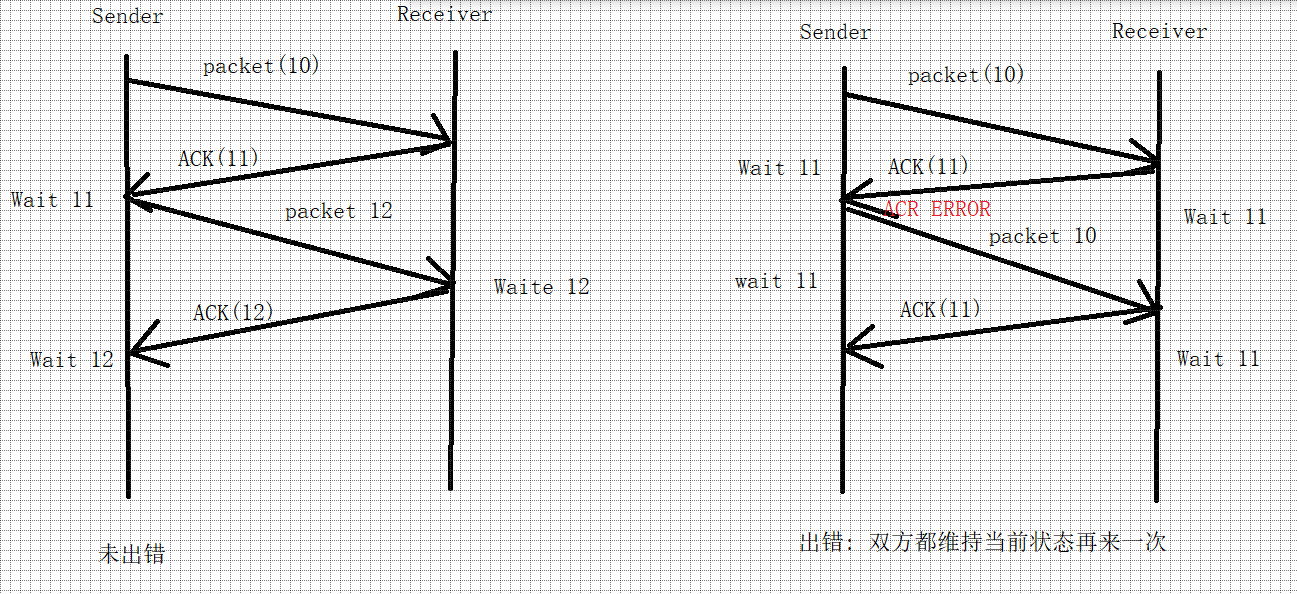 Sender
Receiver
packet(10)
ACK(11)
Wait 11
packet 12
Waite 12
ACK(12)
Wait 12
未出错
Sender
Receiver
packet(10)
Wait 11
ACK(11)
ACR ERROR
Wait 11
packet 10
wait 11
ACK(11)
Wait 11
出错: 双方都维持当前状态再来一次